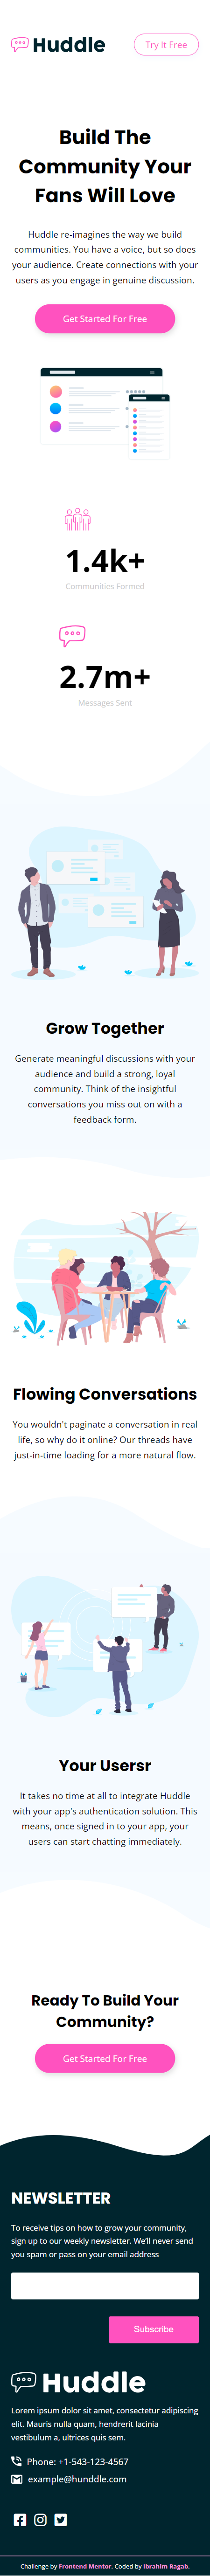 Huddle
Try It Free
Build The
Community Your
Fans Will Love
Huddle re-imagines the way we build
communities. You have a voice, but so does
your audience. Create connections with your
users as you engage in genuine discussion.
Get Started For Free
1.4k+
Communities Formed
2.7m+
Messages Sent
Grow Together
Generate meaningful discussions with your
audience and build a strong, loyal
community. Think of the insightful
conversations you miss out on with a
feedback form.
Flowing Conversations
You wouldn't paginate a conversation in real
life, so why do it online? Our threads have
just-in-time loading for a more natural flow.
Your Usersr
It takes no time at all to integrate Huddle
with your app's authentication solution. This
means, once signed in to your app, your
users can start chatting immediately.
Ready To Build Your
Community?
Get Started For Free
NEWSLETTER
To receive tips on how to grow your community,
sign up to our weekly newsletter. We'll never send
you spam or pass on your email address
Subscribe
Huddle
Lorem ipsum dolor sit amet, consectetur adipiscing
elit. Mauris nulla quam, hendrerit lacinia
vestibulum a, ultrices quis sem.
Phone: +1-543-123-4567
example@hunddle.com
Challenge by Frontend Mentor. Coded by Ibrahim Ragab.